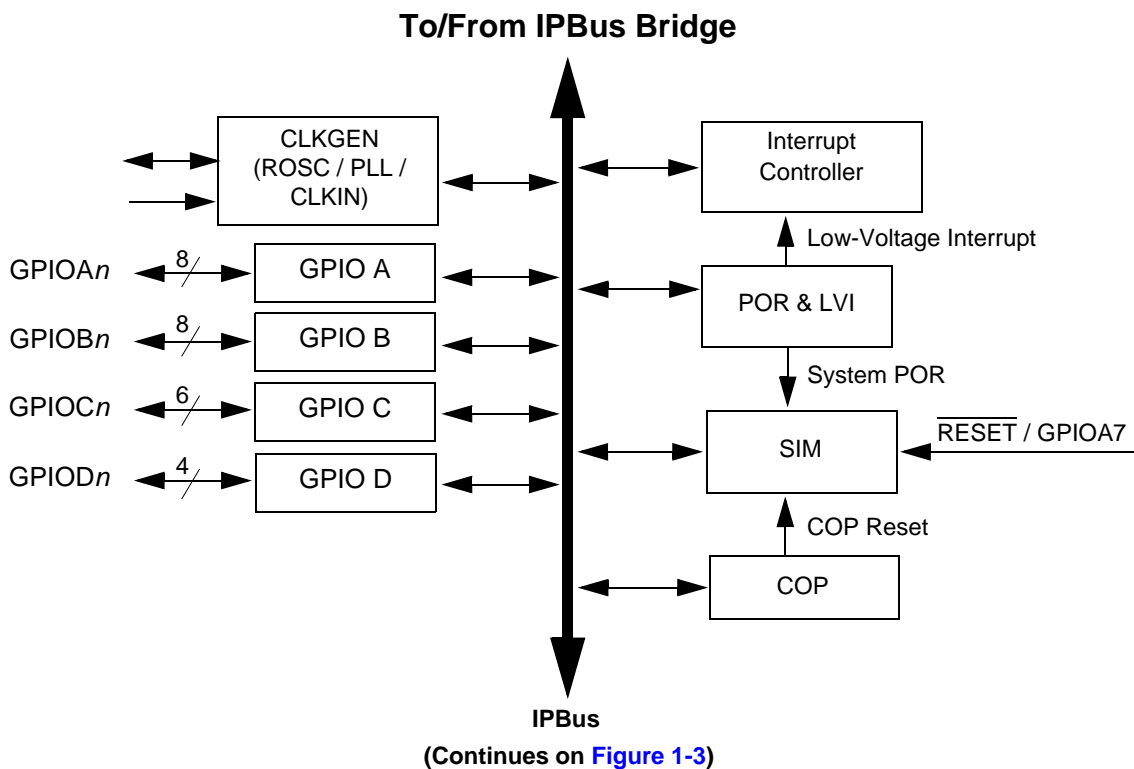 To/From IPBus Bridge
CLKGEN
(ROSC / PLL /
CLKIN)
Interrupt
Controller
Low-Voltage Interrupt
GPIOAn
8
GPIO A
POR & LVI
GPIOBn
8
GPIO B
System POR
GPIOCn
6
GPIO C
SIM
RESET / GPIOA7
GPIODn
4
GPIO D
COP Reset
COP
IPBus
(Continues on Figure 1-3)